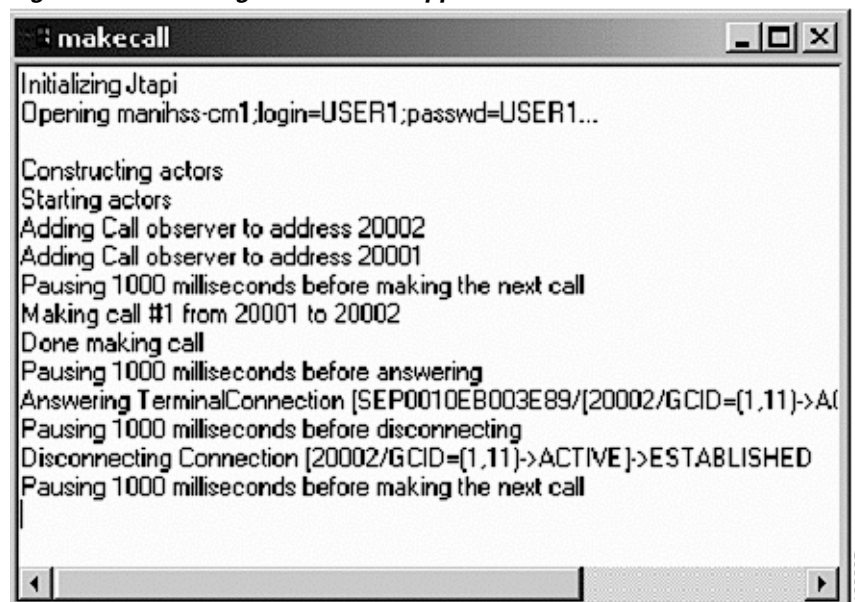 makecall
Initializing Jtapi
Opening manihss-cm1;login=USER1;passwd=USER1...
Constructing actors
Starting actors
Adding Call observer to address 20002
Adding Call observer to address 20001
Pausing 1000 milliseconds before making the next call
Making call #1 from 20001 to 20002
Done making call
Pausing 1000 milliseconds before answering
Answering TerminalConnection [SEP0010EB003E89/[20002/GCID=(1,11)->A
Pausing 1000 milliseconds before disconnecting
Disconnecting Connection [20002/GCID=(1,11)->ACTIVE]->ESTABLISHED
Pausing 1000 milliseconds before making the next call